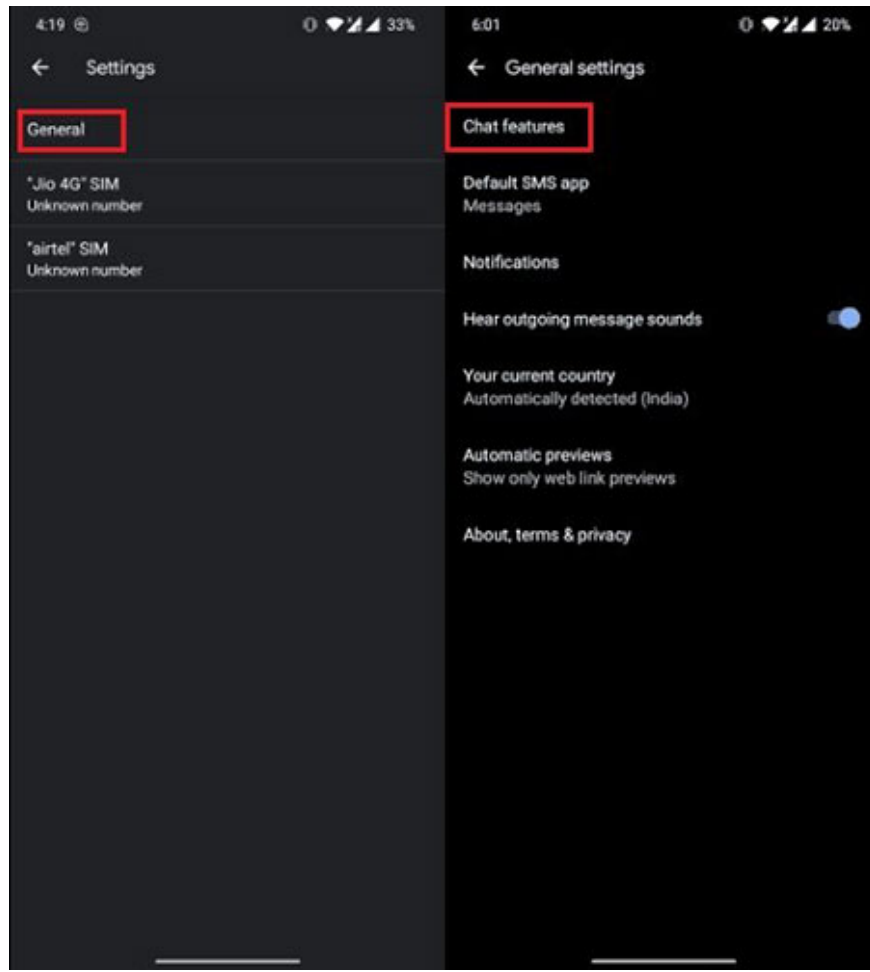 4:19
33%
Settings
General
"Jio 4G" SIM
Unknown number
"airtel" SIM
Unknown number
6:01
20%
General settings
Chat features
Default SMS app
Messages
Notifications
Hear outgoing message sounds
Your current country
Automatically detected (India)
Automatic previews
Show only web link previews
About, terms & privacy